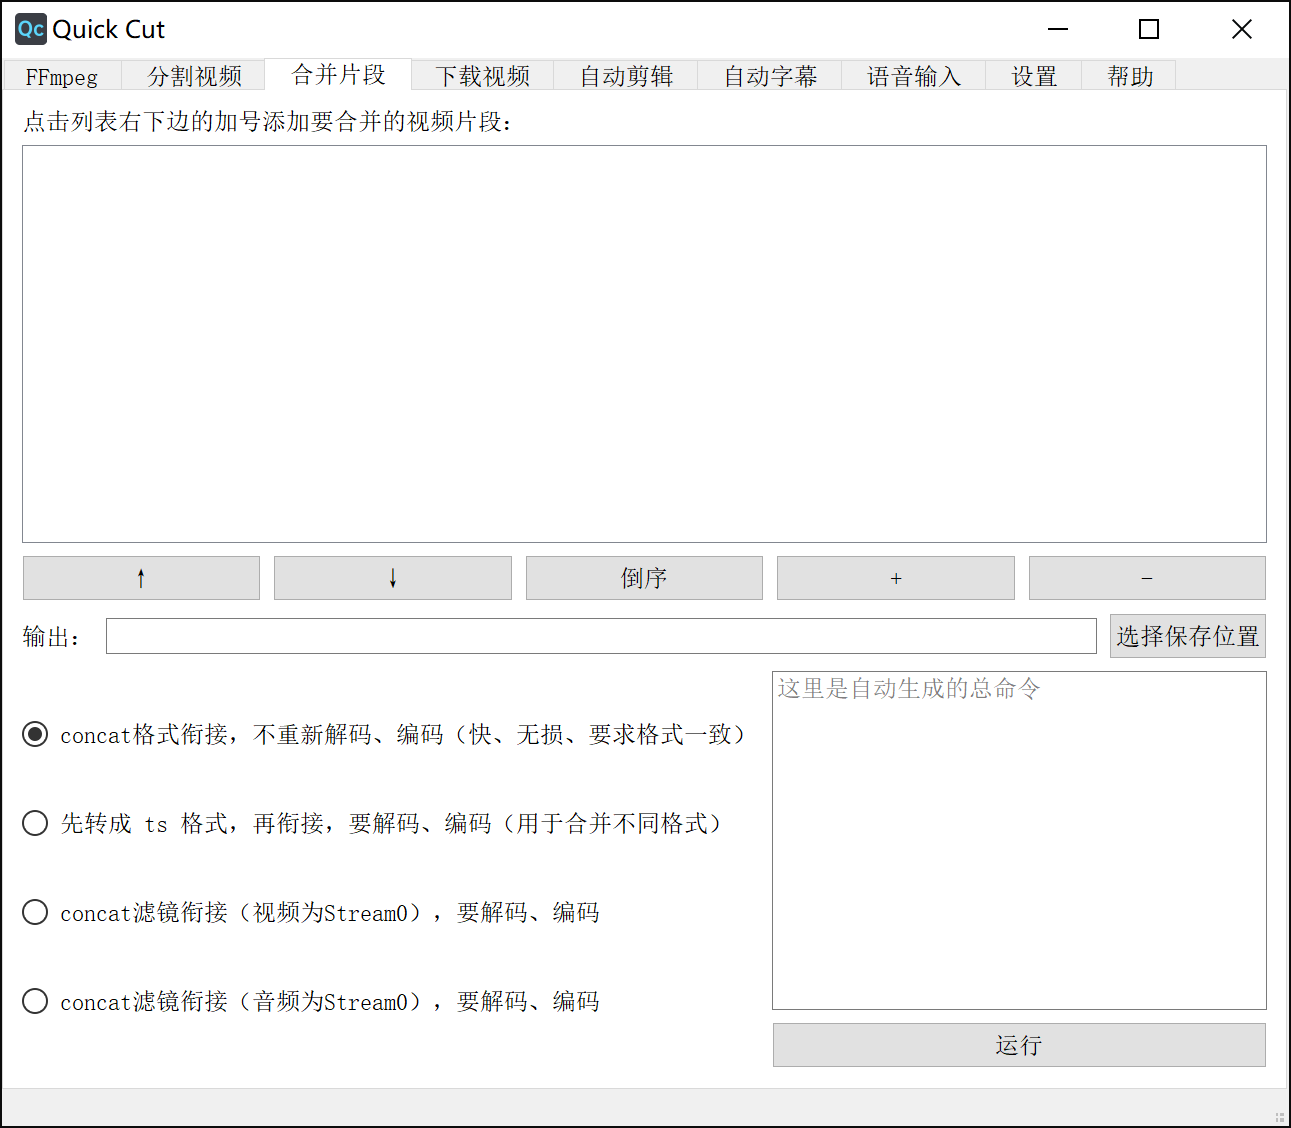 Qc Quick Cut
FFmpeg 分割视频 合并片段 下载视频 自动剪辑 自动字幕 语音输入 设置 帮助
点击列表右下边的加号添加要合并的视频片段：
↑ ↓ 倒序 + -
输出： 选择保存位置
这里是自动生成的总命令
concat格式衔接，不重新解码、编码（快、无损、要求格式一致）
先转成 ts 格式，再衔接，要解码、编码（用于合并不同格式）
concat滤镜衔接（视频为Stream0），要解码、编码
concat滤镜衔接（音频为Stream0），要解码、编码
运行